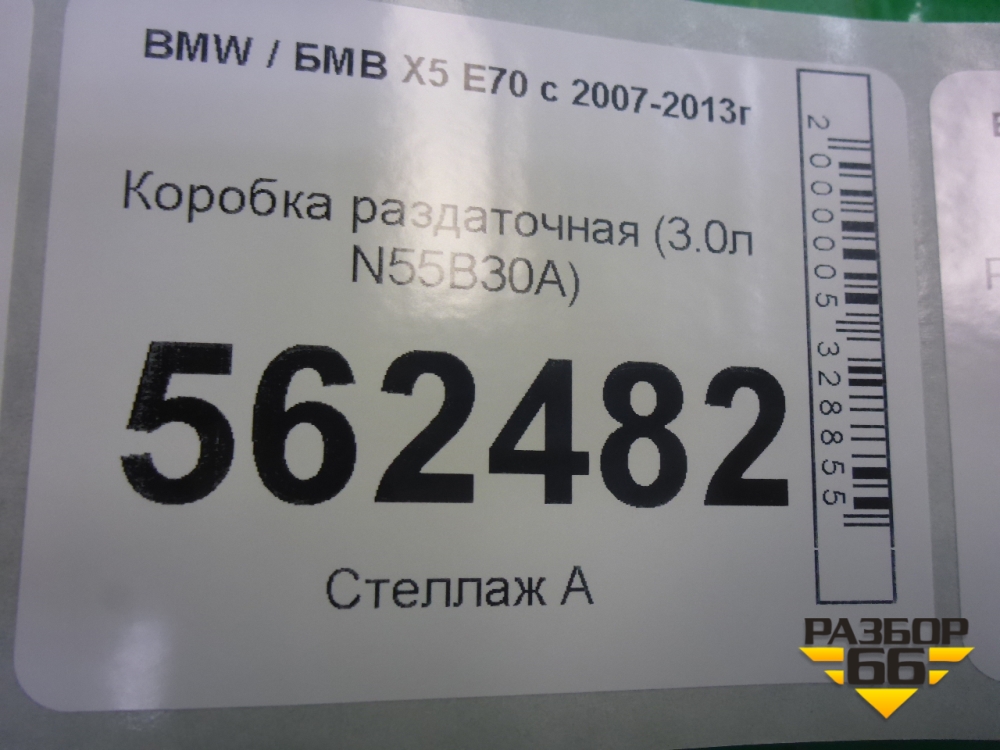 BMW / БМВ X5 E70 с 2007-2013г
Коробка раздаточная (3.0л
N55B30A)
562482
Стеллаж А
2000005328855
РАЗБОР
66